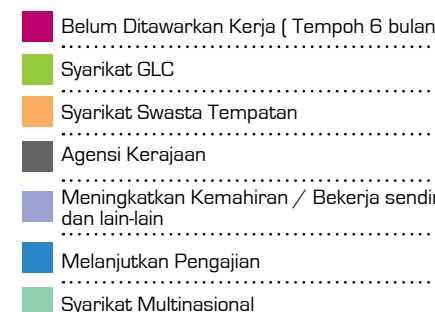 Belum Ditawarkan Kerja ( Tempoh 6 bulan
Syarikat GLC
Syarikat Swasta Tempatan
Agensi Kerajaan
Meningkatkan Kemahiran / Bekerja sendir
dan lain-lain
Melanjutkan Pengajian
Syarikat Multinasional